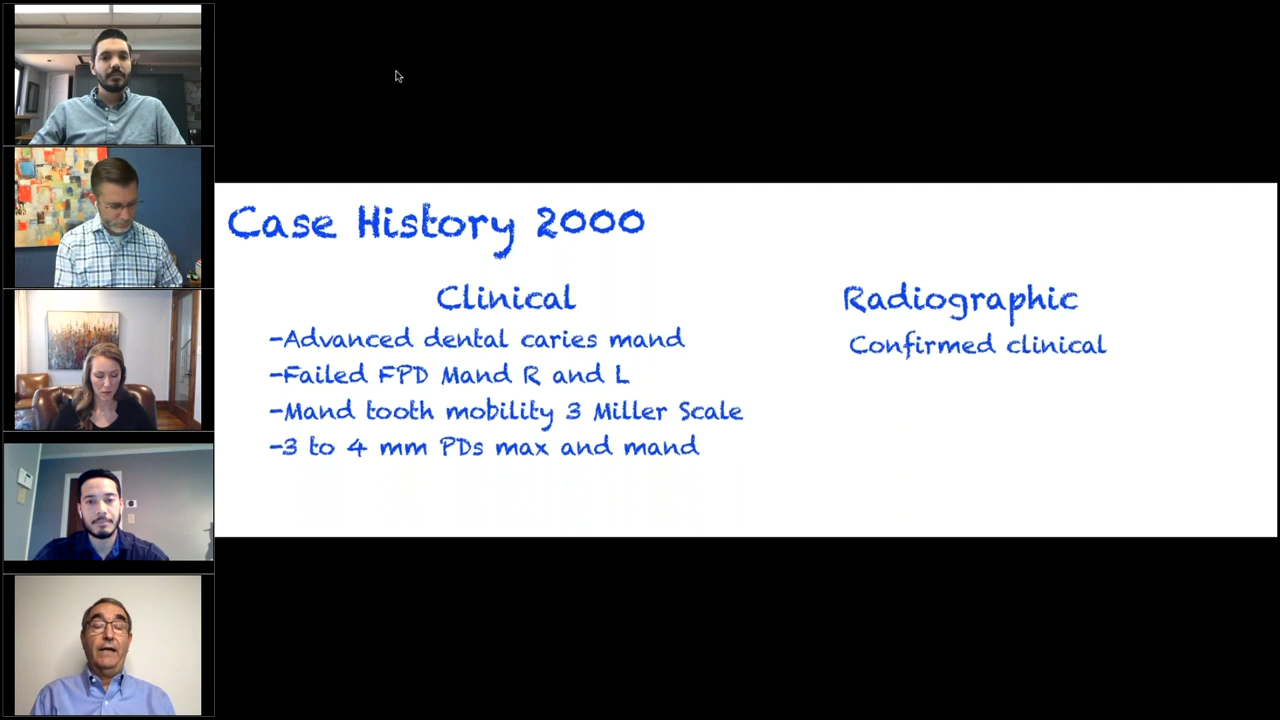 Case History 2000
Clinical
-Advanced dental caries mand
-Failed FPD Mand R and L
-Mand tooth mobility 3 Miller Scale
-3 to 4 mm PDs max and mand
Radiographic
Confirmed clinical